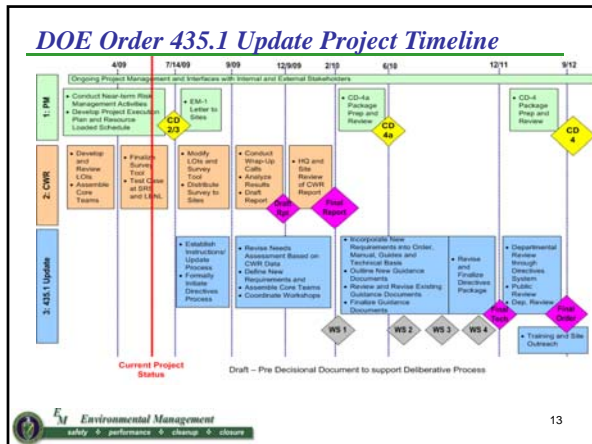 DOE Order 435.1 Update Project Timeline
4/09 7/14/09 9/09 12/9/09 2/10 6/10 12/11 9/12
Ongoing Project Management and Interfaces with Internal and External Stakeholders
1: PM
• Conduct Near-term Risk
Management Activities
• Develop Project Execution
Plan and Resource
Loaded Schedule
CD
2/3
• EM-1
Letter to
Sites
• CD-4a
Package
Prep and
Review
CD
4a
• CD-4
Package
Prep and
Review
CD
4
2: CWR
• Develop
and
Review
LOIs
• Assemble
Core
Teams
• Finalize
Survey
Tool
• Test Case
at SRS
and LBNL
• Modify
LOIs and
Survey
Tool
• Distribute
Survey to
Sites
• Conduct
Wrap-Up
Calls
• Analyze
Results
• Draft
Report
Draft
Rpt.
• HQ and
Site
Review
of CWR
Report
Final
Report
3: 435.1 Update
• Establish
Instructions/
Update
Process
• Formally
Initiate
Directives
Process
• Revise Needs
Assessment Based on
CWR Data
• Define New
Requirements and
• Assemble Core Teams
• Coordinate Workshops
• Incorporate New
Requirements into Order,
Manual, Guides and
Technical Basis
• Outline New Guidance
Documents
• Review and Revise Existing
Guidance Documents
• Finalize Guidance
Documents
• Revise
and
Finalize
Directives
Package
• Departmental
Review
through
Directives
System
• Public
Review
• Dep. Review
Final
Tech
Final
Order
WS 1
WS 2
WS 3
WS 4
• Training and Site
Outreach
Current Project
Status
Draft – Pre Decisional Document to support Deliberative Process
EM Environmental Management
safety performance cleanup closure
13